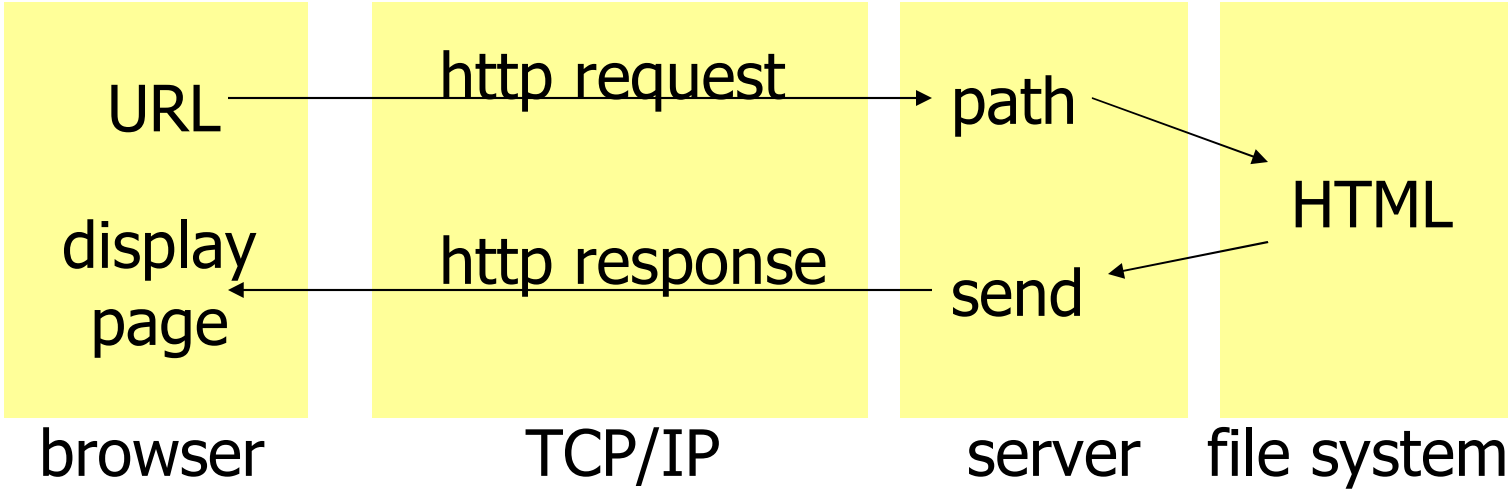 URL
http request
path
HTML
display
page
http response
send
browser
TCP/IP
server
file system